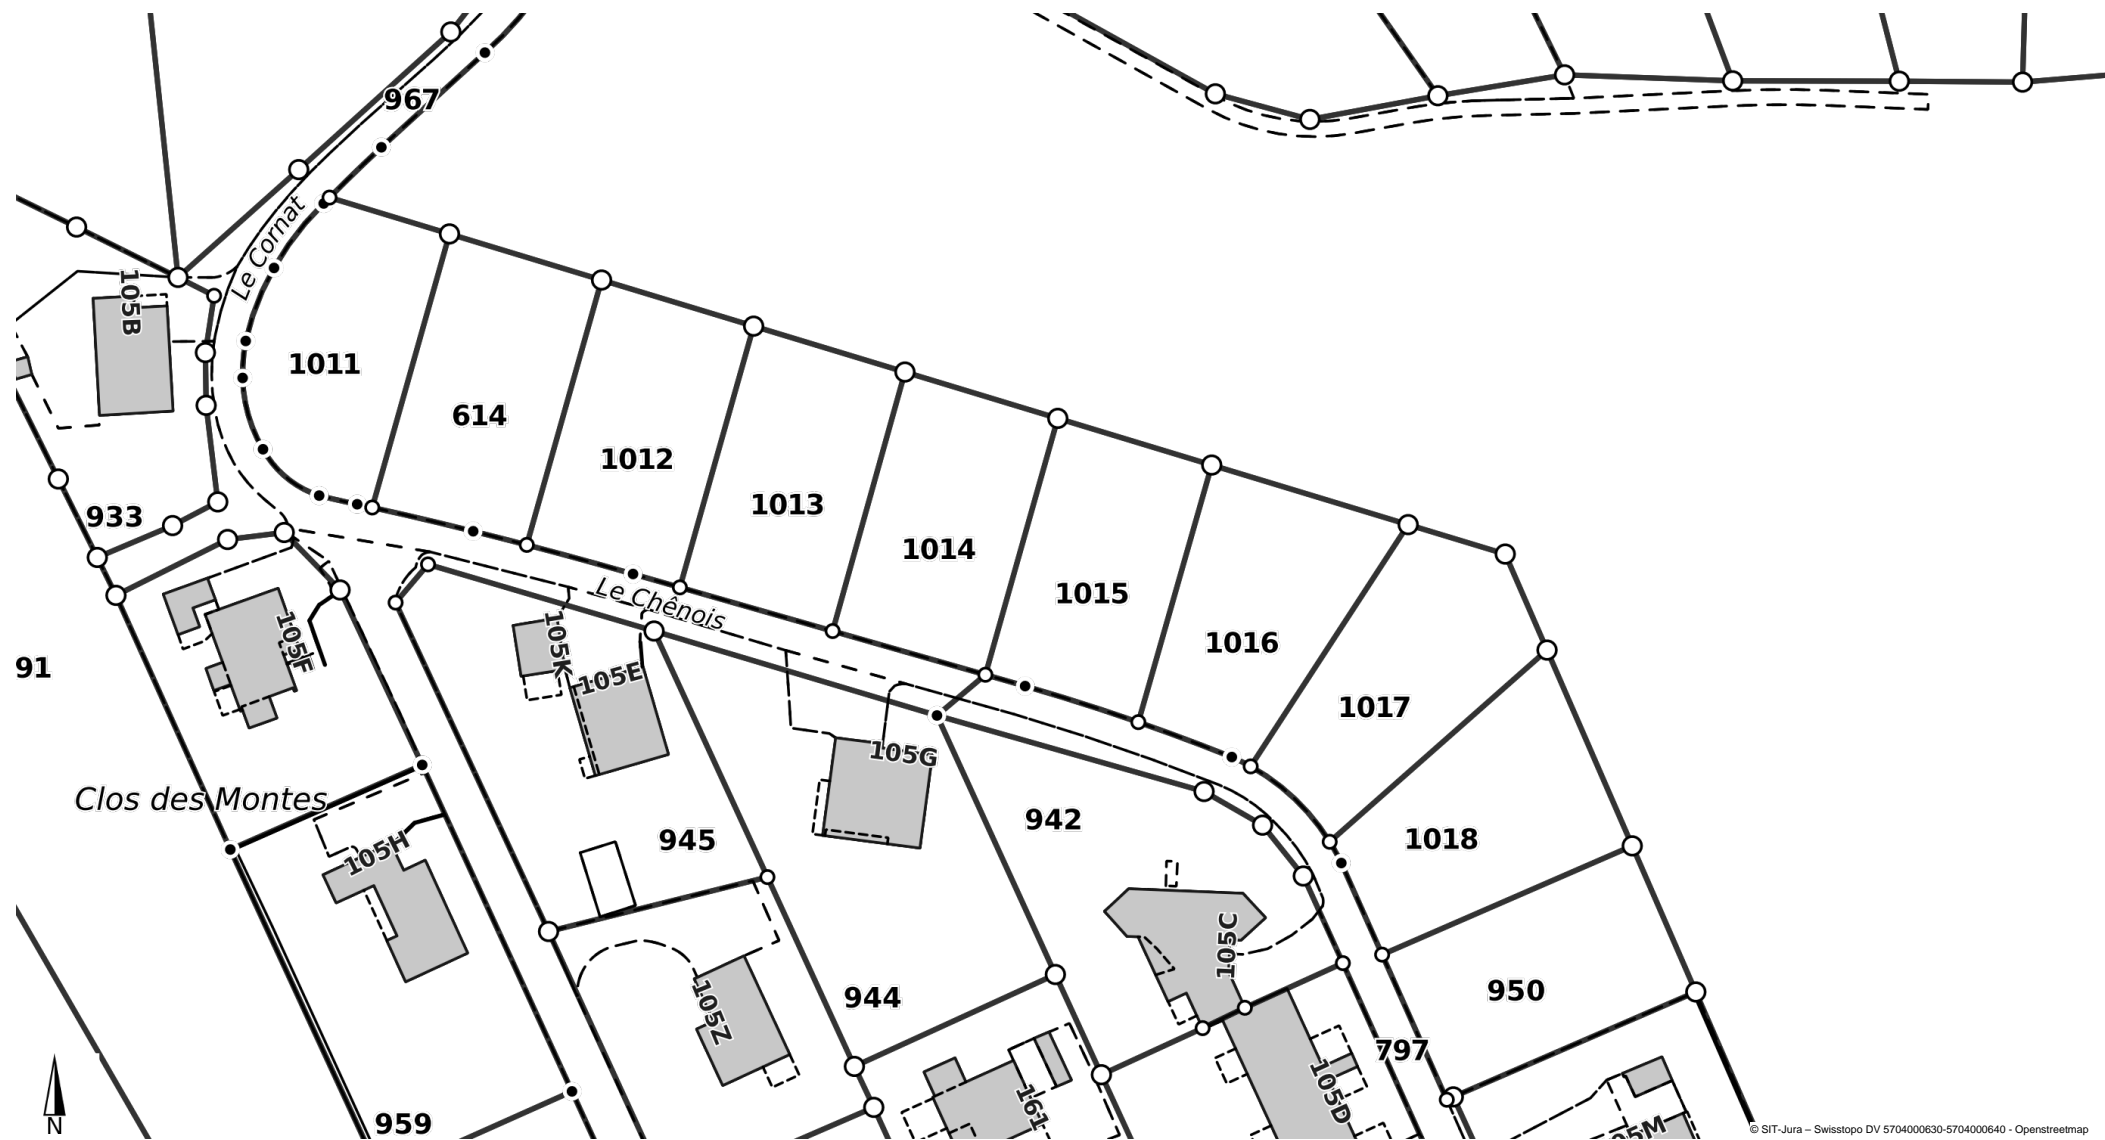 967
Le Cornat
105B
1011
614
1012
1013
933
1014
Le Chênois
1015
105F
105K
1016
91
105E
1017
105G
Clos des Montes
942
945
1018
105H
105C
944
950
105Z
797
105D
161
959
N
© SIT-Jura – Swisstopo DV 5704000630-5704000640 - Openstreetmap